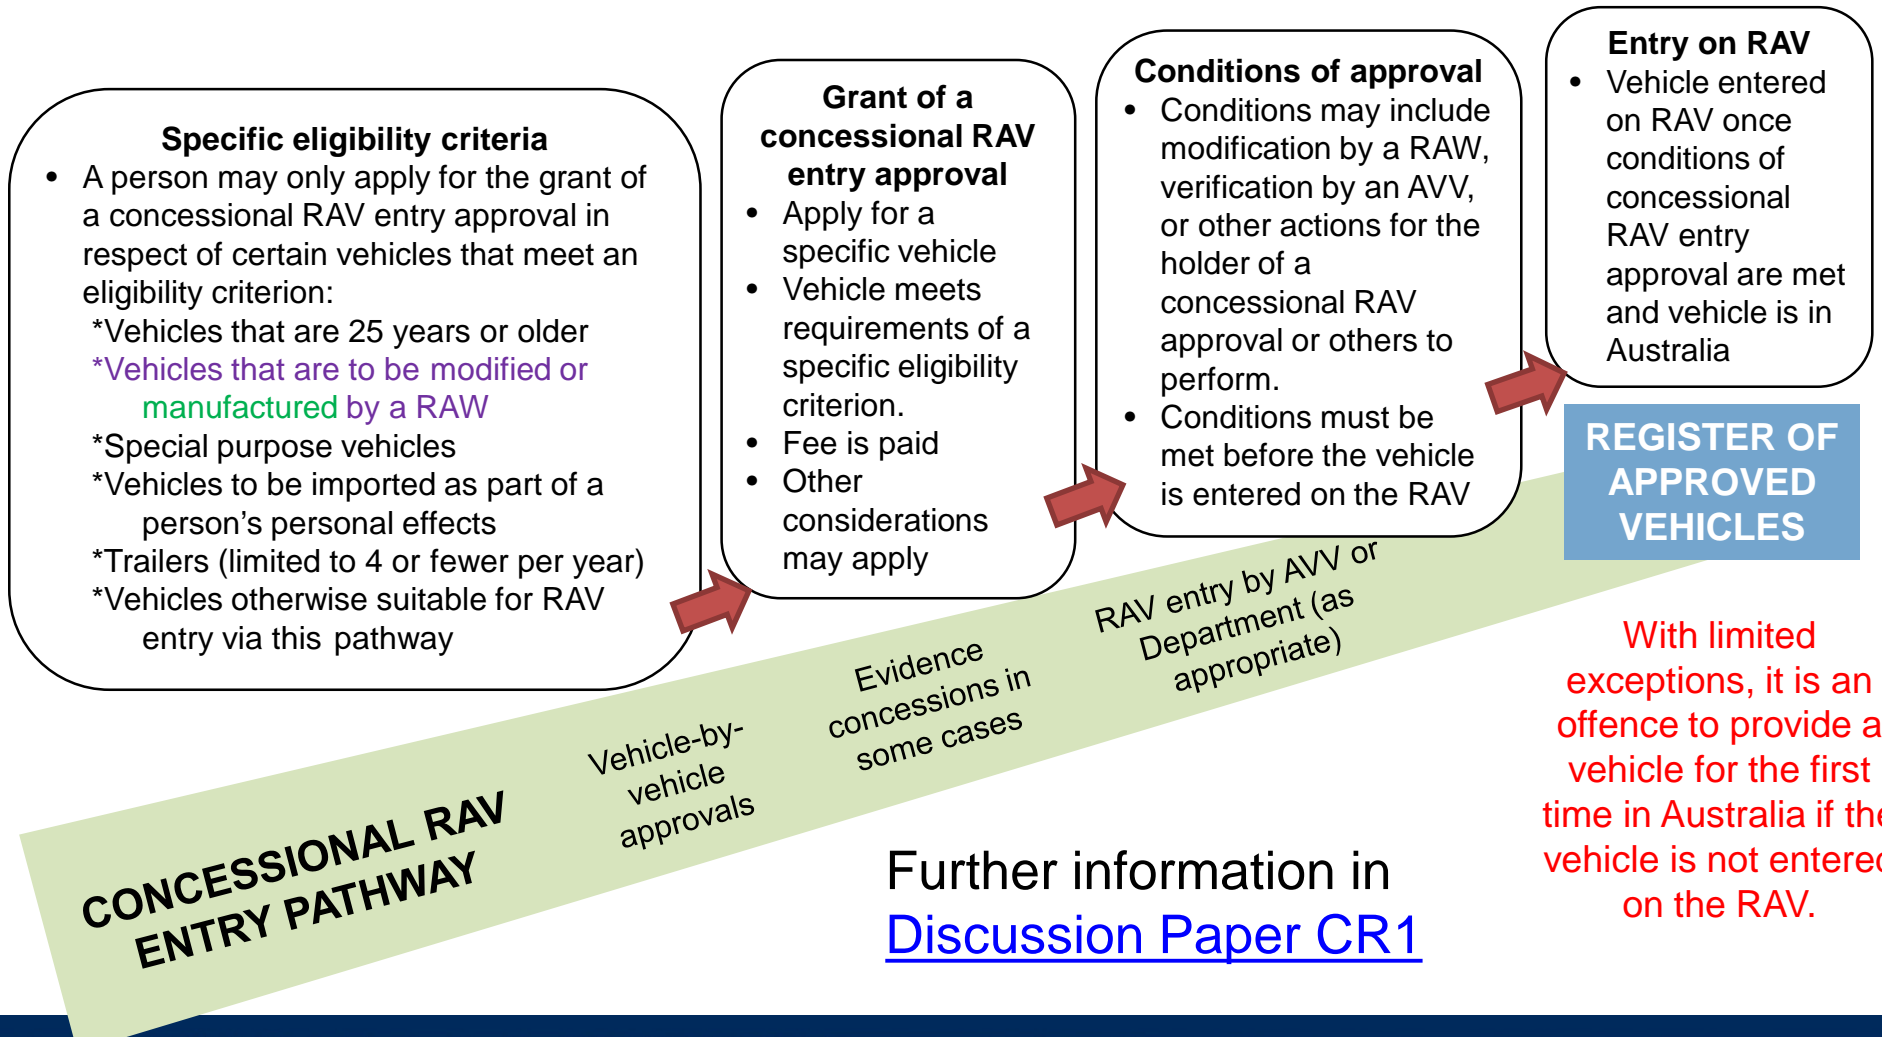 Specific eligibility criteria
• A person may only apply for the grant of
a concessional RAV entry approval in
respect of certain vehicles that meet an
eligibility criterion:
*Vehicles that are 25 years or older
*Vehicles that are to be modified or
manufactured by a RAW
*Special purpose vehicles
*Vehicles to be imported as part of a
person’s personal effects
*Trailers (limited to 4 or fewer per year)
*Vehicles otherwise suitable for RAV
entry via this pathway
Grant of a
concessional RAV
entry approval
• Apply for a
specific vehicle
• Vehicle meets
requirements of a
specific eligibility
criterion.
• Fee is paid
• Other
considerations
may apply
Conditions of approval
• Conditions may include
modification by a RAW,
verification by an AVV,
or other actions for the
holder of a
concessional RAV
approval or others to
perform.
• Conditions must be
met before the vehicle
is entered on the RAV
Entry on RAV
• Vehicle entered
on RAV once
conditions of
concessional
RAV entry
approval are met
and vehicle is in
Australia
REGISTER OF
APPROVED
VEHICLES
CONCESSIONAL RAV
ENTRY PATHWAY
Vehicle-by-
vehicle
approvals
Evidence
concessions in
some cases
RAV entry by AVV or
Department (as
appropriate)
With limited
exceptions, it is an
offence to provide a
vehicle for the first
time in Australia if the
vehicle is not entered
on the RAV.
Further information in
Discussion Paper CR1